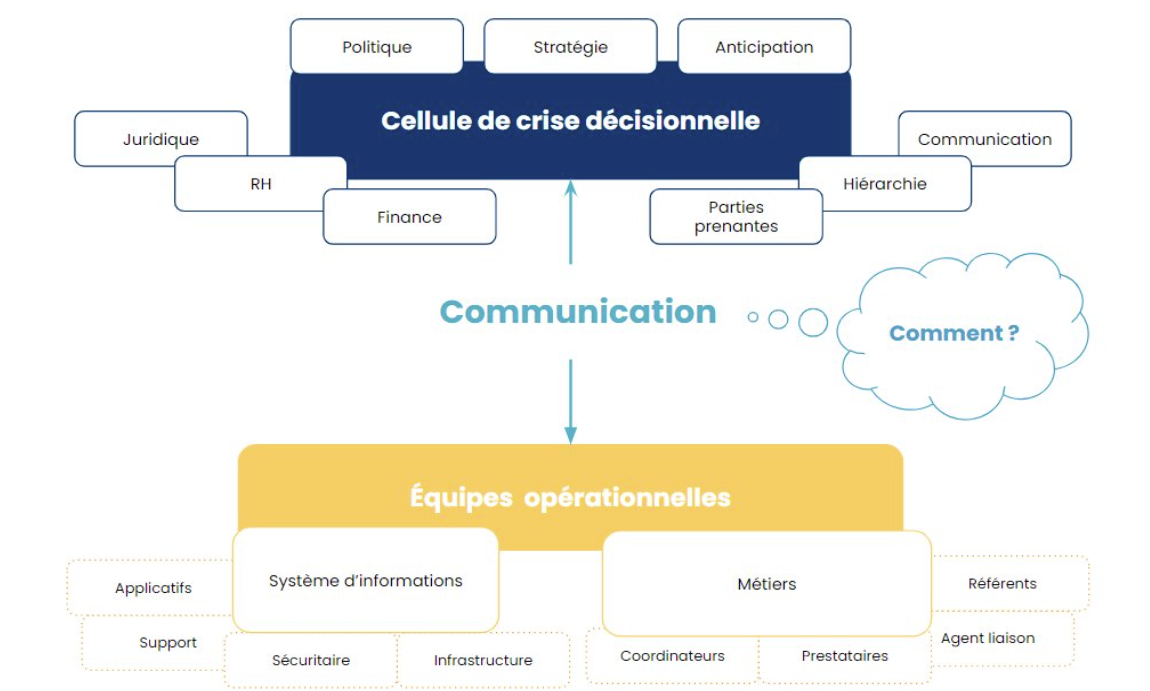 Politique
Stratégie
Anticipation
Cellule de crise décisionnelle
Juridique
Communication
RH
Hiérarchie
Finance
Parties
prenantes
Communication
Comment ?
Équipes opérationnelles
Système d'informations
Métiers
Applicatifs
Référents
Support
Agent liaison
Sécuritaire
Infrastructure
Coordinateurs
Prestataires